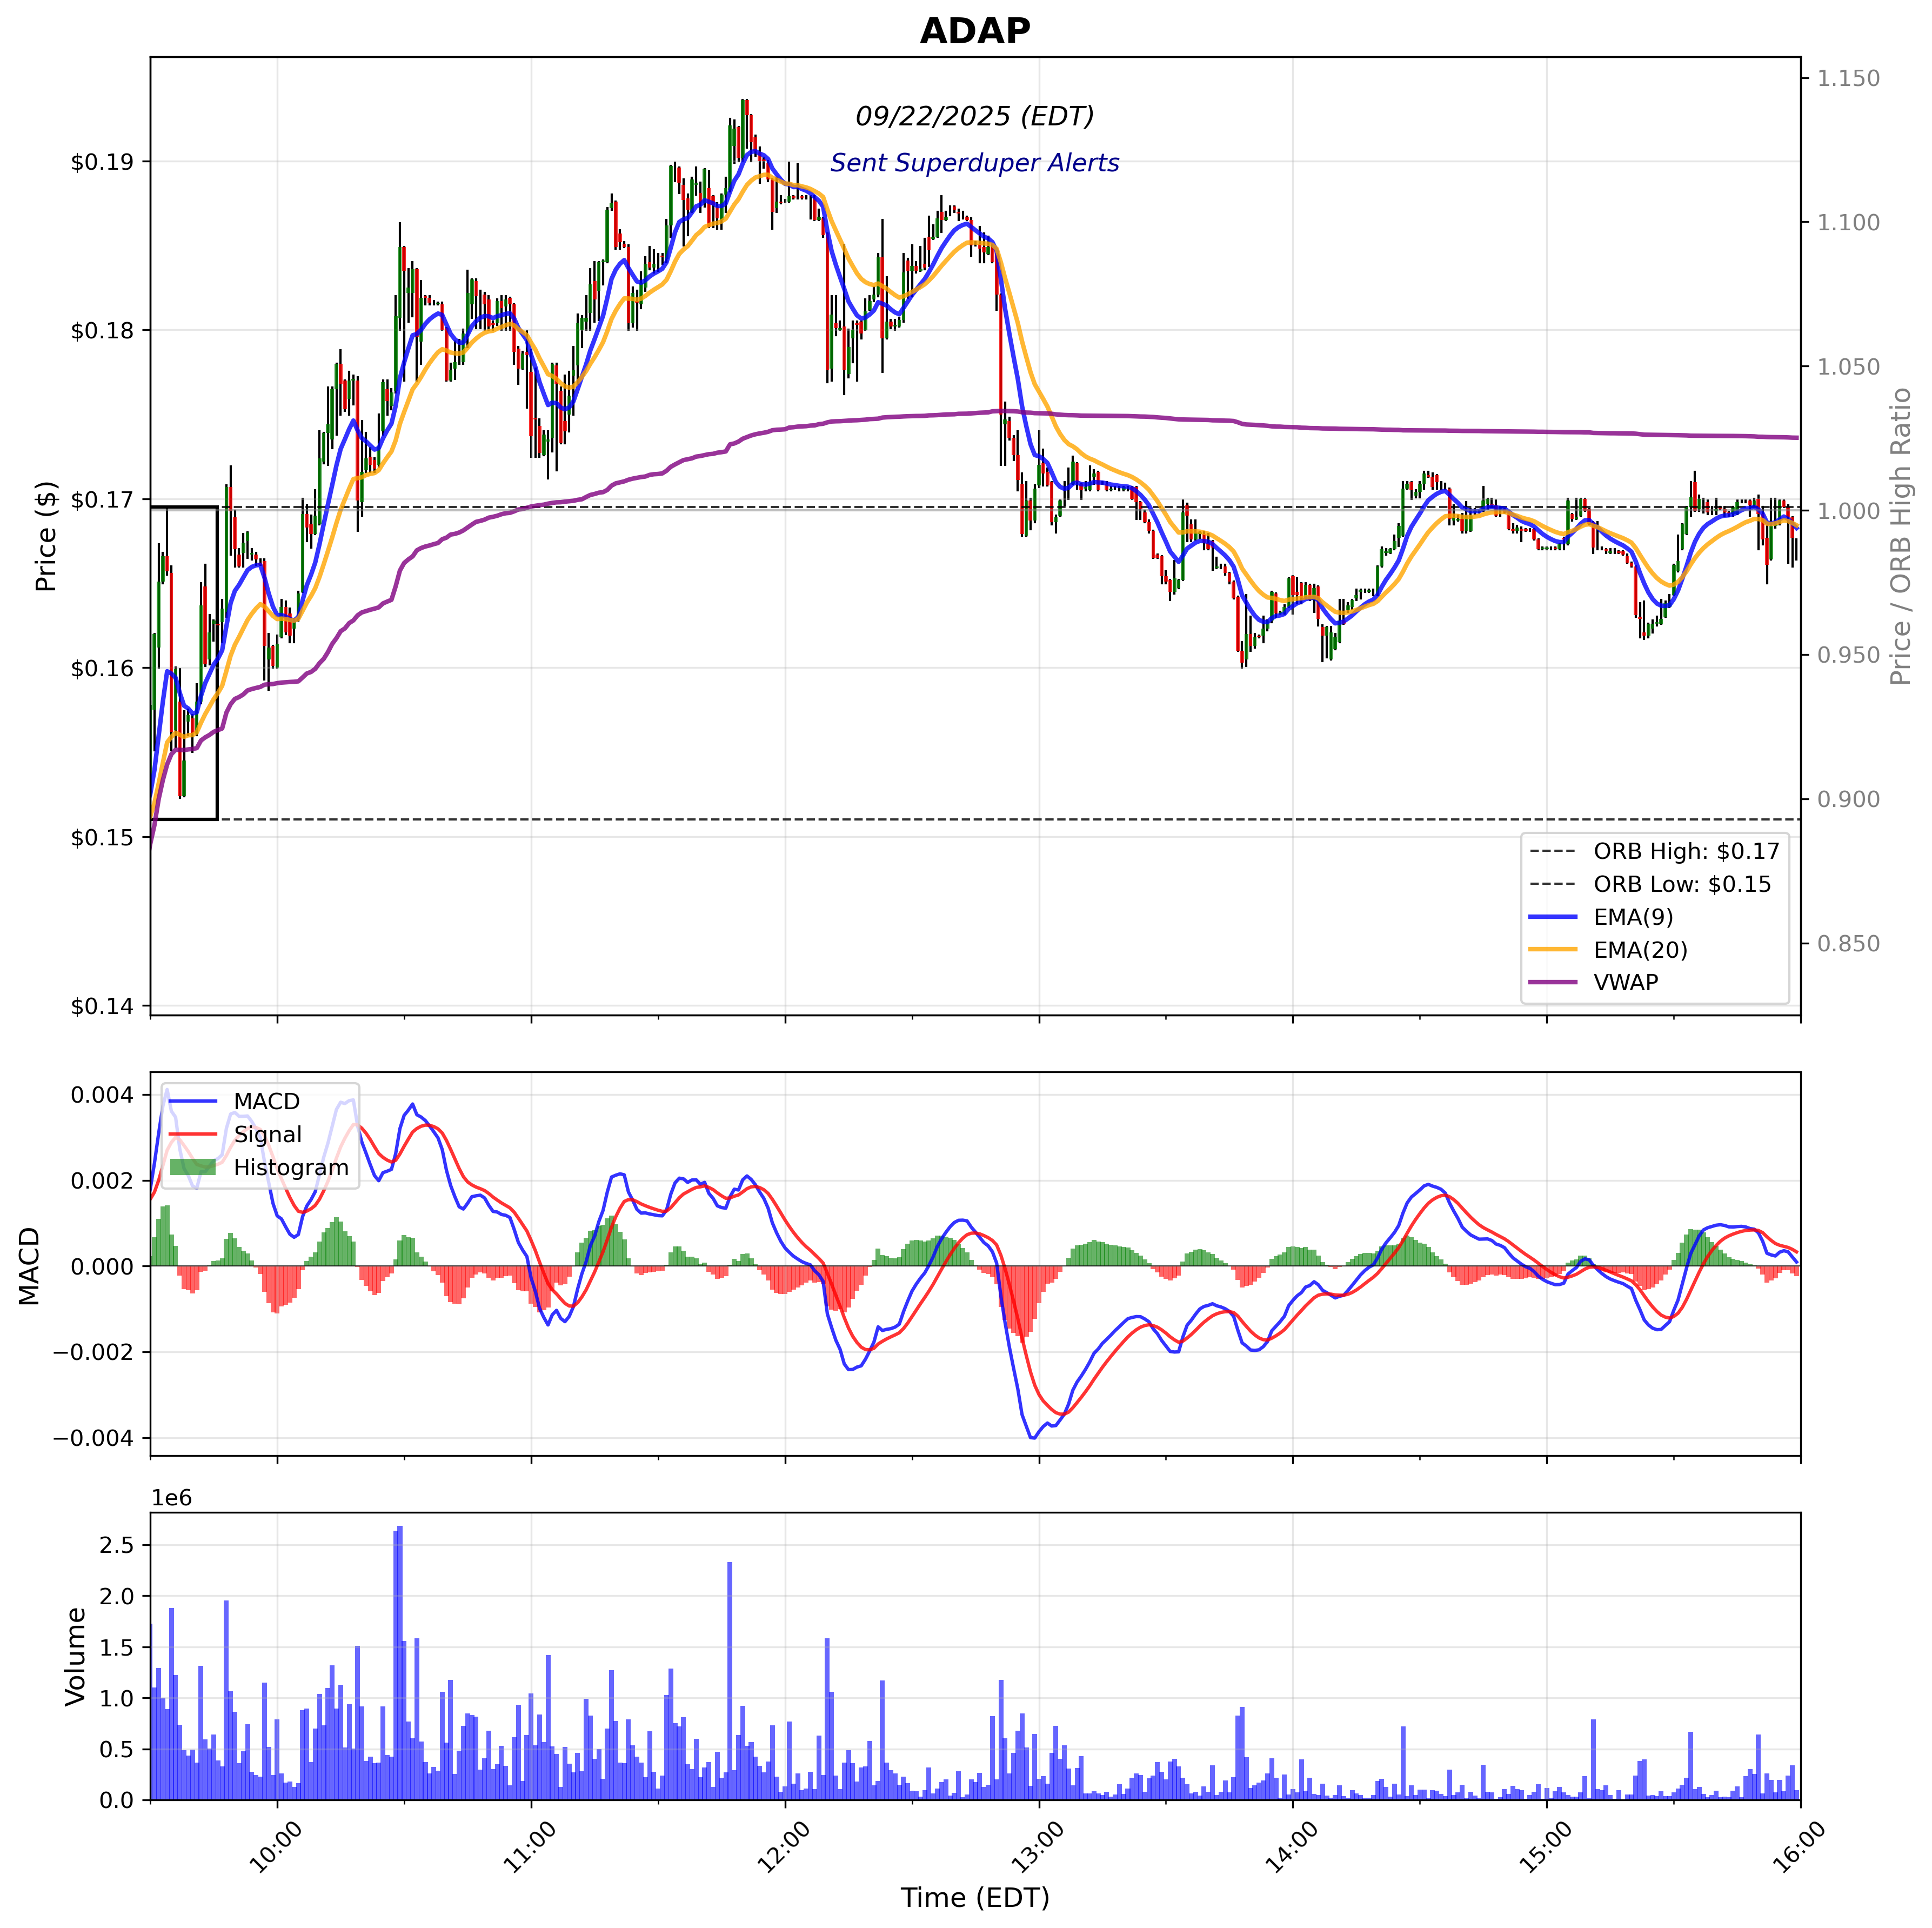 ADAP
09/22/2025 (EDT)
Sent Superduper Alerts
Price ($)
$0.19
$0.18
$0.17
$0.16
$0.15
$0.14
1.150
1.100
1.050
1.000
0.950
0.900
0.850
Price / ORB High Ratio
ORB High: $0.17
ORB Low: $0.15
EMA(9)
EMA(20)
VWAP
MACD
0.004
0.002
0.000
−0.002
−0.004
MACD
Signal
Histogram
1e6
Volume
2.5
2.0
1.5
1.0
0.5
0.0
10:00
11:00
12:00
13:00
14:00
15:00
16:00
Time (EDT)